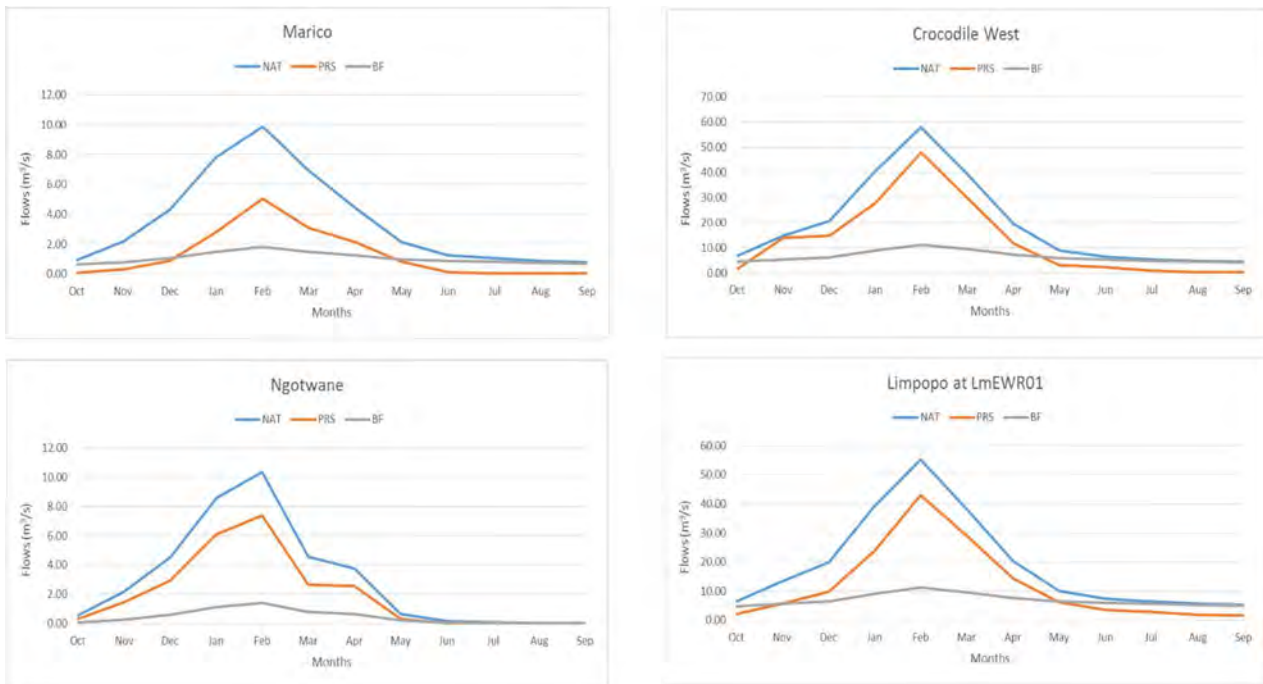 Marico
NAT PRS BF
12.00
10.00
8.00
6.00
4.00
2.00
0.00
Flows (m³/s)
Oct Nov Dec Jan Feb Mar Apr May Jun Jul Aug Sep
Months
Crocodile West
NAT PRS BF
70.00
60.00
50.00
40.00
30.00
20.00
10.00
0.00
Flows (m³/s)
Oct Nov Dec Jan Feb Mar Apr May Jun Jul Aug Sep
Months
Ngotwane
NAT PRS BF
12.00
10.00
8.00
6.00
4.00
2.00
0.00
Flows (m³/s)
Oct Nov Dec Jan Feb Mar Apr May Jun Jul Aug Sep
Months
Limpopo at LmEWR01
NAT PRS BF
60.00
50.00
40.00
30.00
20.00
10.00
0.00
Flows (m³/s)
Oct Nov Dec Jan Feb Mar Apr May Jun Jul Aug Sep
Months